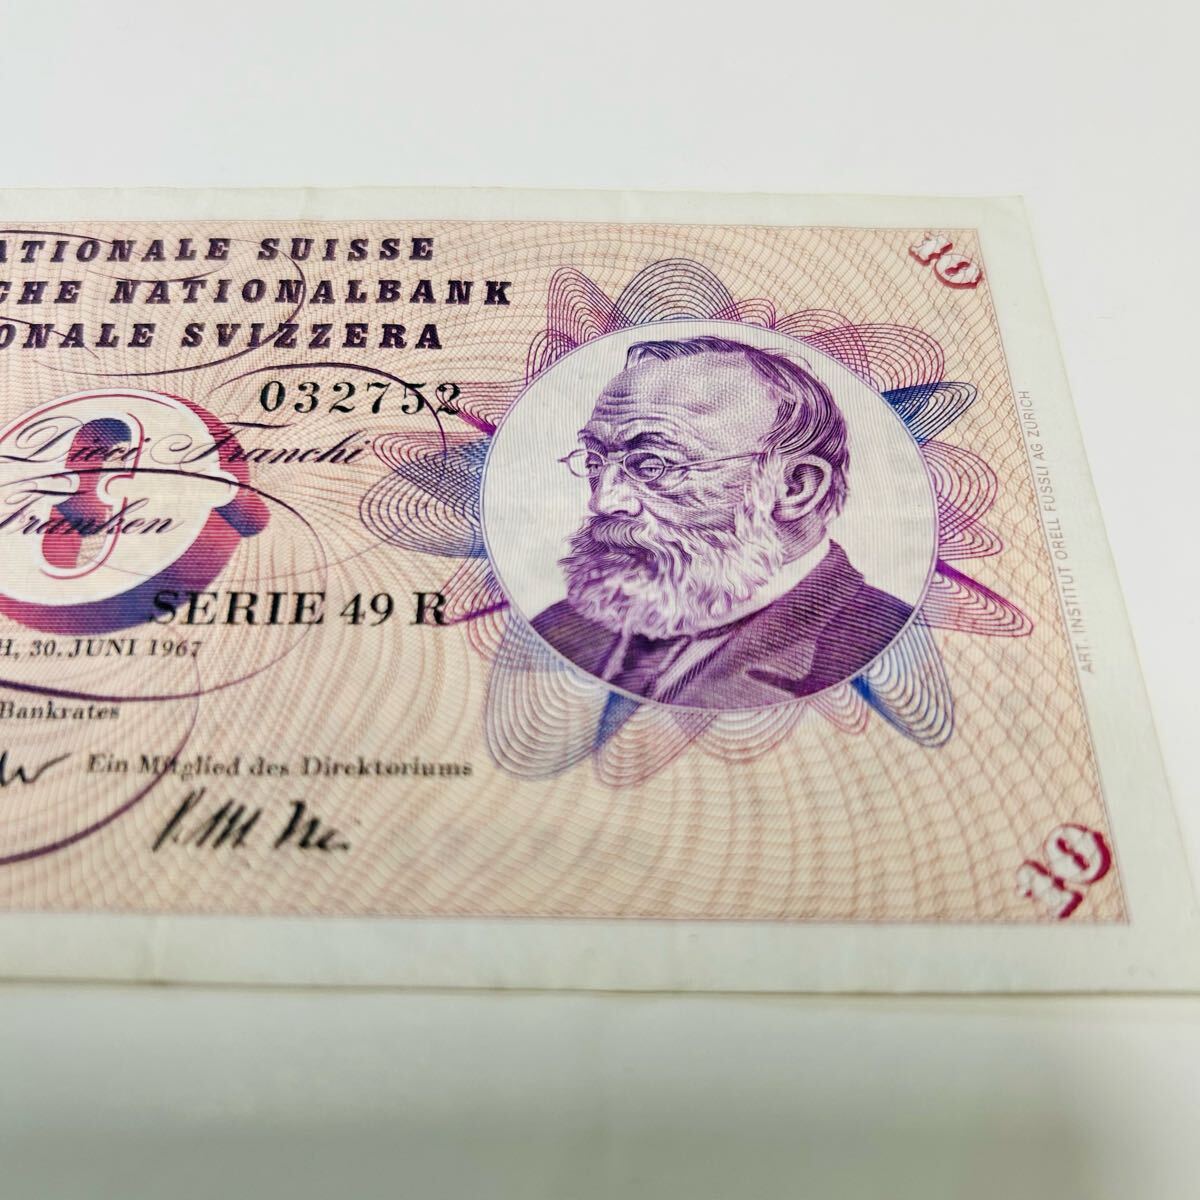 ATIONALE SUISSE
CHE NATIONALBANK
ONALE SVIZZERA
10
032752
Dieci Franchi
Franken
SERIE 49 R
H, 30. JUNI 1967
Bankrates
Ein Mitglied des Direktoriums
10
ART. INSTITUT ORELL FÜSSLI AG ZÜRICH